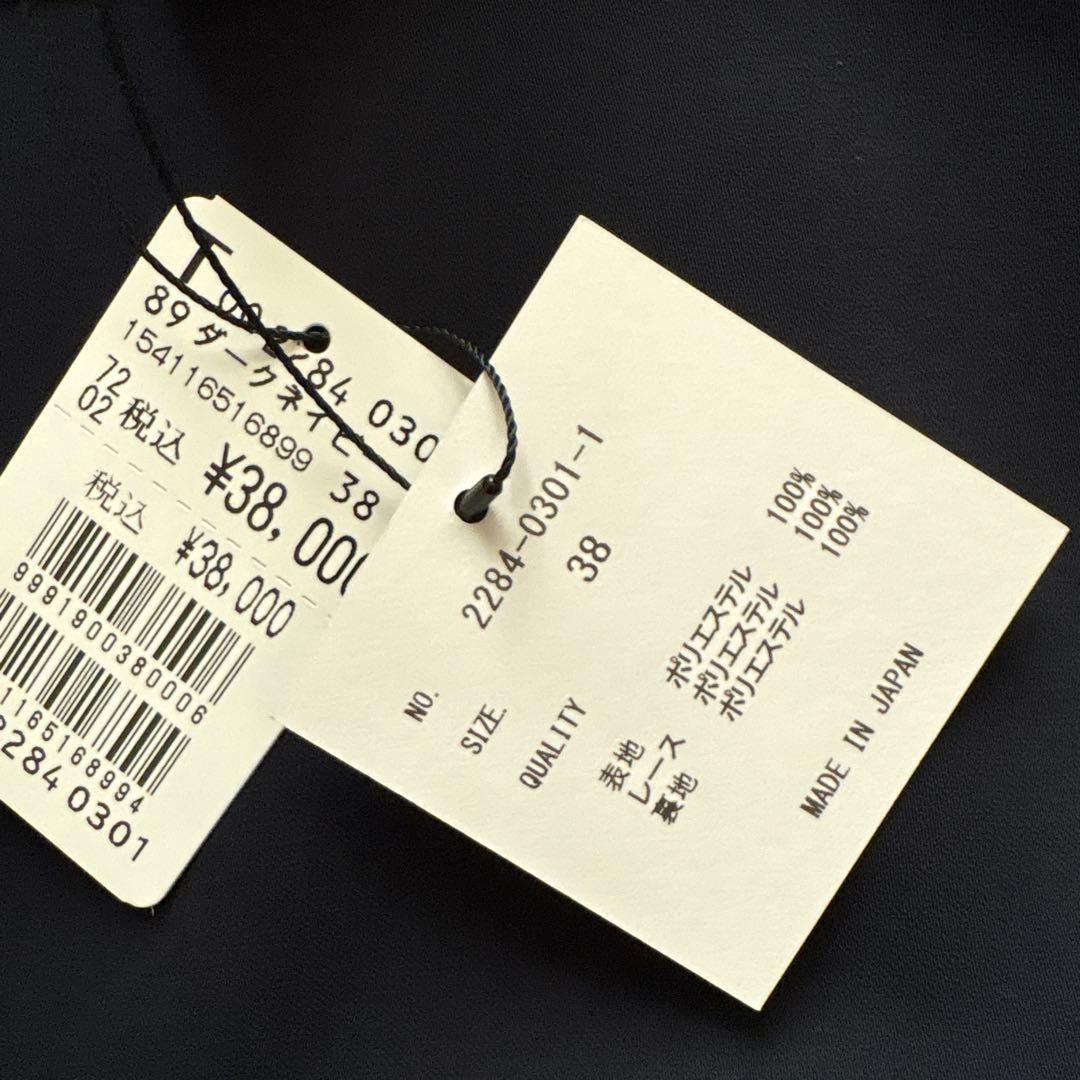 84 030
89 ダークネイビ
154116516899 38
72
02 税込 ¥38,000
税込 ¥38,000
9991900380006
1165168994
2284 0301
NO. 2284-0301-1
SIZE. 38
QUALITY
表地 ポリエステル 100%
レース ポリエステル 100%
裏地 ポリエステル 100%
MADE IN JAPAN